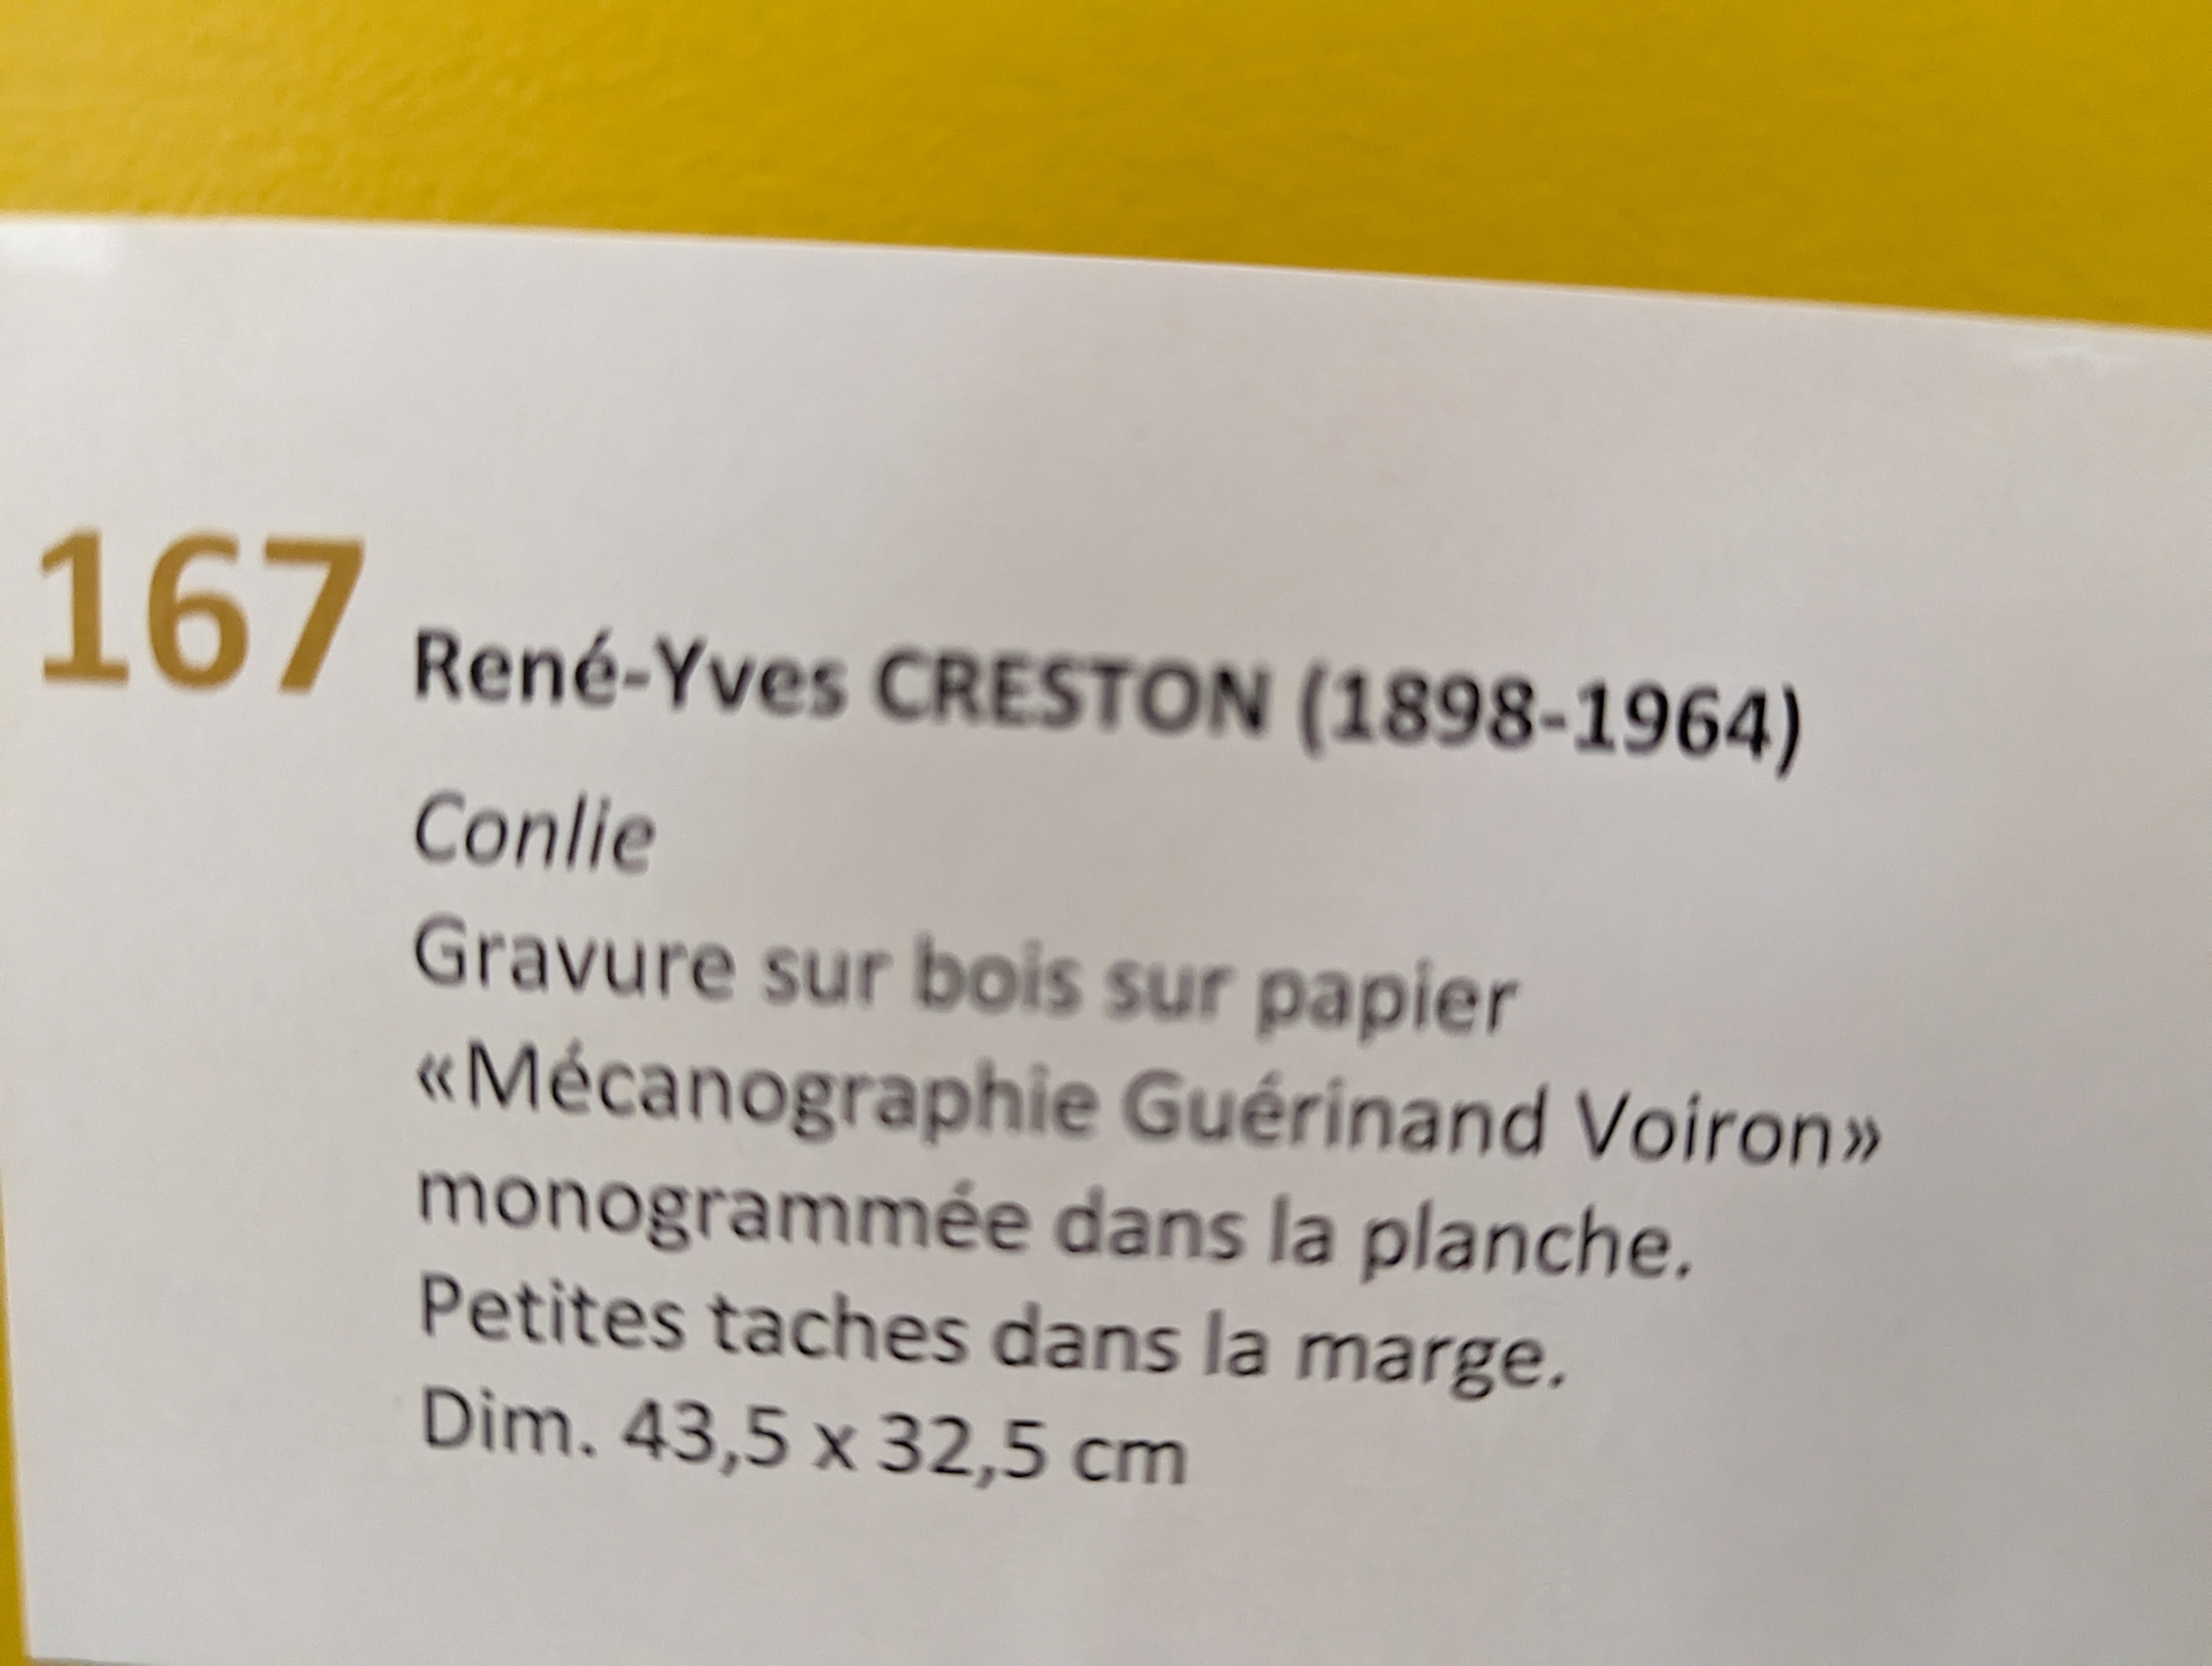 167
René-Yves CRESTON (1898-1964)
Conlie
Gravure sur bois sur papier
«Mécanographie Guérinand Voiron»
monogrammée dans la planche.
Petites taches dans la marge.
Dim. 43,5 x 32,5 cm